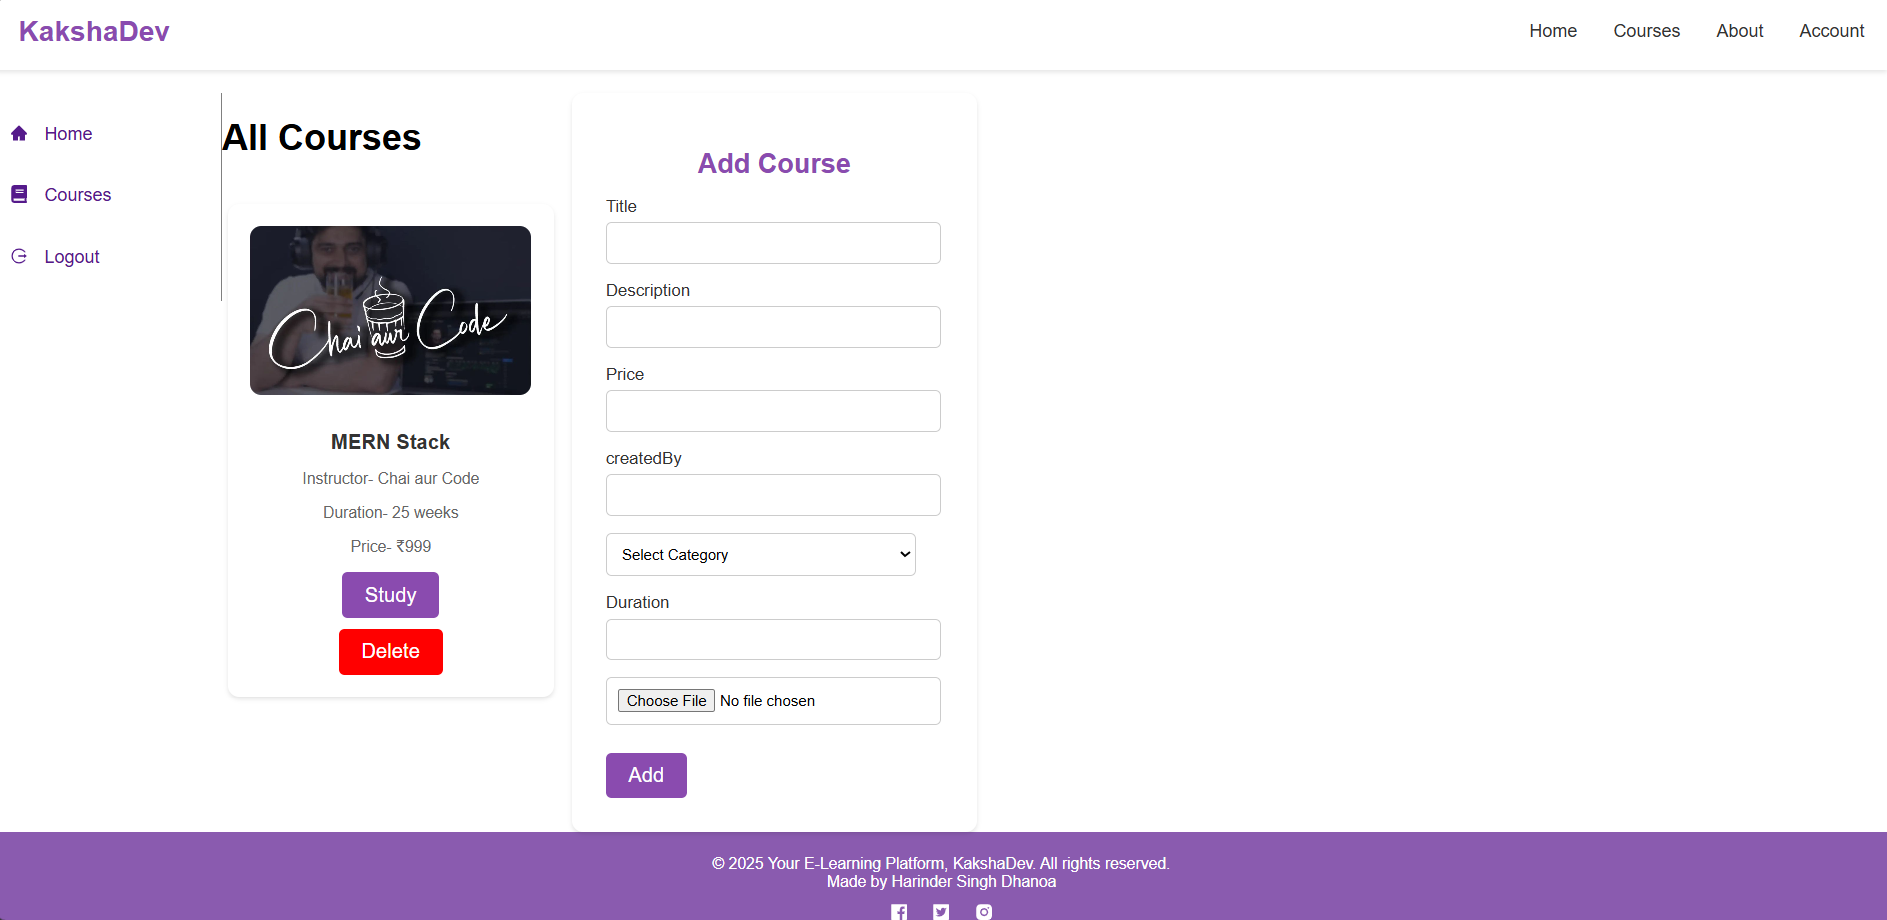 KakshaDev
Home
Courses
About
Account
Home
Courses
Logout
All Courses
Chai aur Code
MERN Stack
Instructor- Chai aur Code
Duration- 25 weeks
Price- ₹999
Study
Delete
Add Course
Title
Description
Price
createdBy
Select Category
Duration
Choose File No file chosen
Add
© 2025 Your E-Learning Platform, KakshaDev. All rights reserved.
Made by Harinder Singh Dhanoa